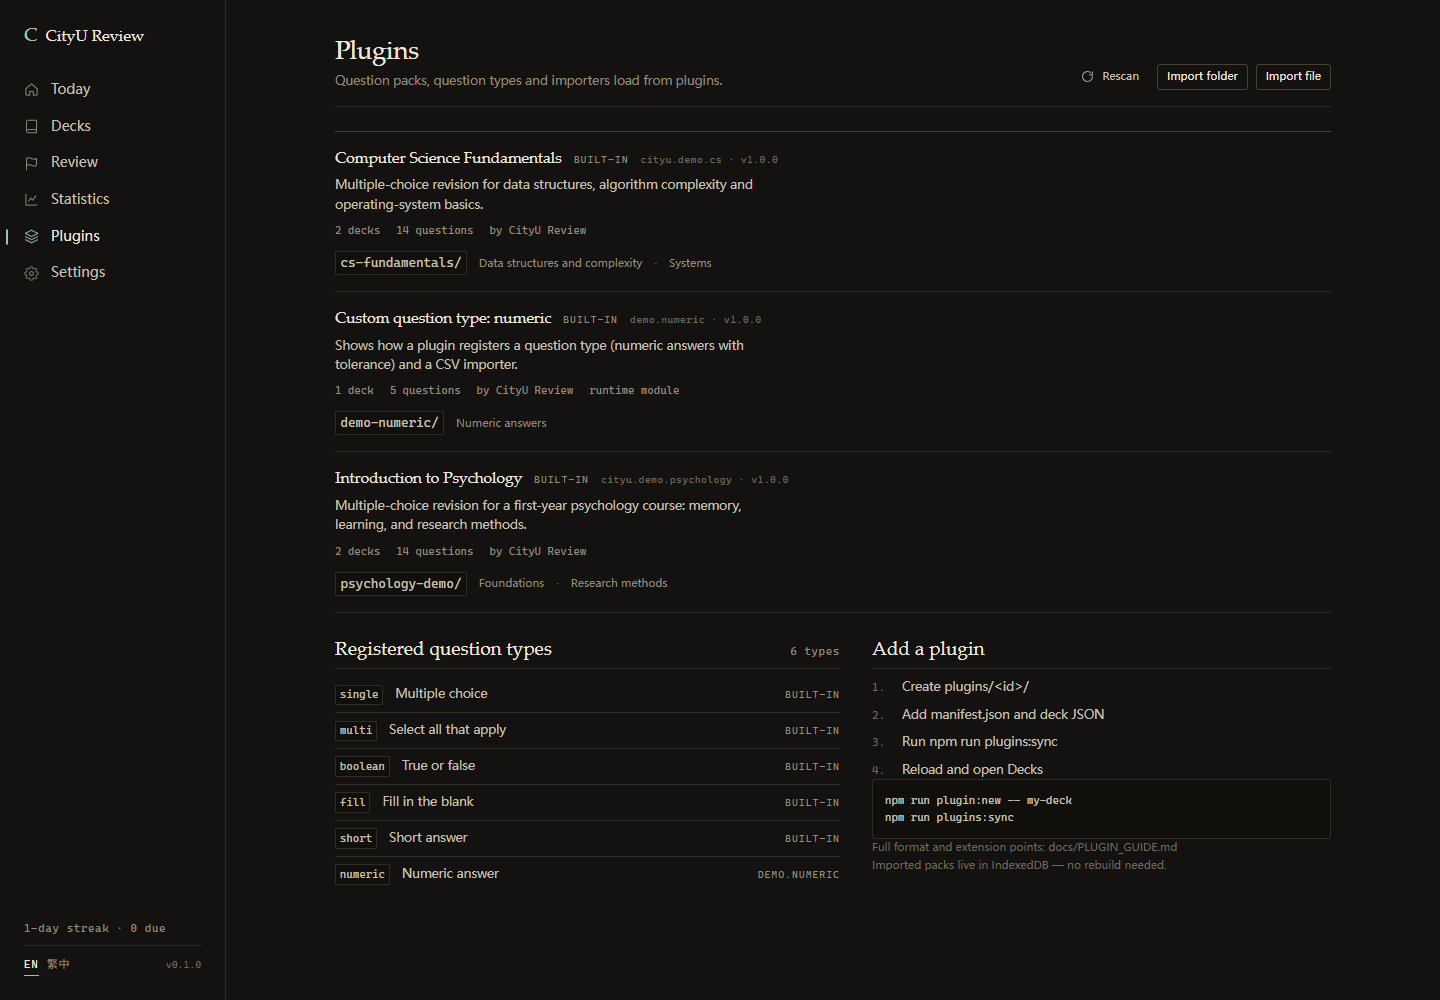 C CityU Review
Today
Decks
Review
Statistics
Plugins
Settings
1-day streak · 0 due
EN 繁中 v0.1.0
Plugins
Question packs, question types and importers load from plugins.
Rescan Import folder Import file
Computer Science Fundamentals BUILT-IN cityu.demo.cs · v1.0.0
Multiple-choice revision for data structures, algorithm complexity and
operating-system basics.
2 decks 14 questions by CityU Review
cs-fundamentals/ Data structures and complexity · Systems
Custom question type: numeric BUILT-IN demo.numeric · v1.0.0
Shows how a plugin registers a question type (numeric answers with
tolerance) and a CSV importer.
1 deck 5 questions by CityU Review runtime module
demo-numeric/ Numeric answers
Introduction to Psychology BUILT-IN cityu.demo.psychology · v1.0.0
Multiple-choice revision for a first-year psychology course: memory,
learning, and research methods.
2 decks 14 questions by CityU Review
psychology-demo/ Foundations · Research methods
Registered question types 6 types
single Multiple choice BUILT-IN
multi Select all that apply BUILT-IN
boolean True or false BUILT-IN
fill Fill in the blank BUILT-IN
short Short answer BUILT-IN
numeric Numeric answer DEMO.NUMERIC
Add a plugin
1. Create plugins/<id>/
2. Add manifest.json and deck JSON
3. Run npm run plugins:sync
4. Reload and open Decks
npm run plugin:new -- my-deck
npm run plugins:sync
Full format and extension points: docs/PLUGIN_GUIDE.md
Imported packs live in IndexedDB — no rebuild needed.